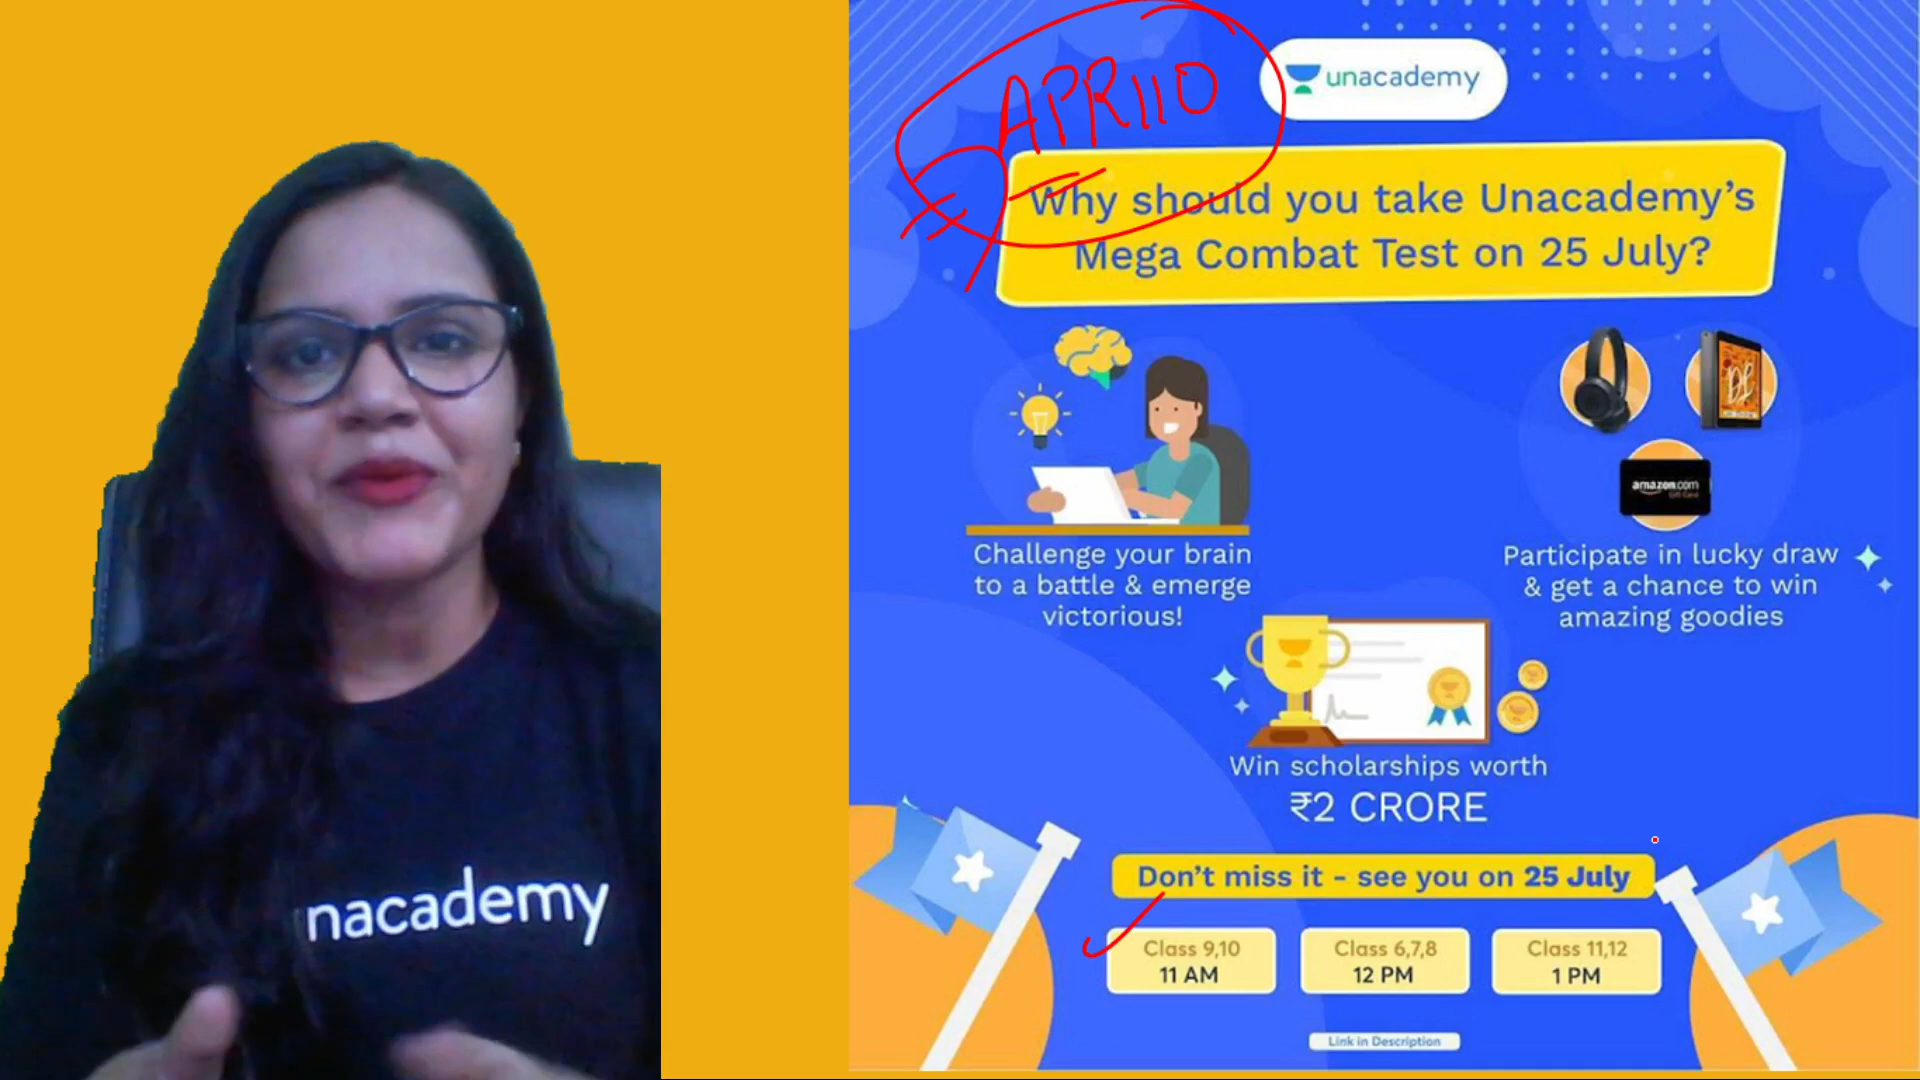 APR110
unacademy
Why should you take Unacademy's
Mega Combat Test on 25 July?
amazon.com
Gift Card
Challenge your brain
to a battle & emerge
victorious!
Participate in lucky draw
& get a chance to win
amazing goodies
Win scholarships worth
₹2 CRORE
Don't miss it - see you on 25 July
Class 9,10
11 AM
Class 6,7,8
12 PM
Class 11,12
1 PM
Link in Description
nacademy